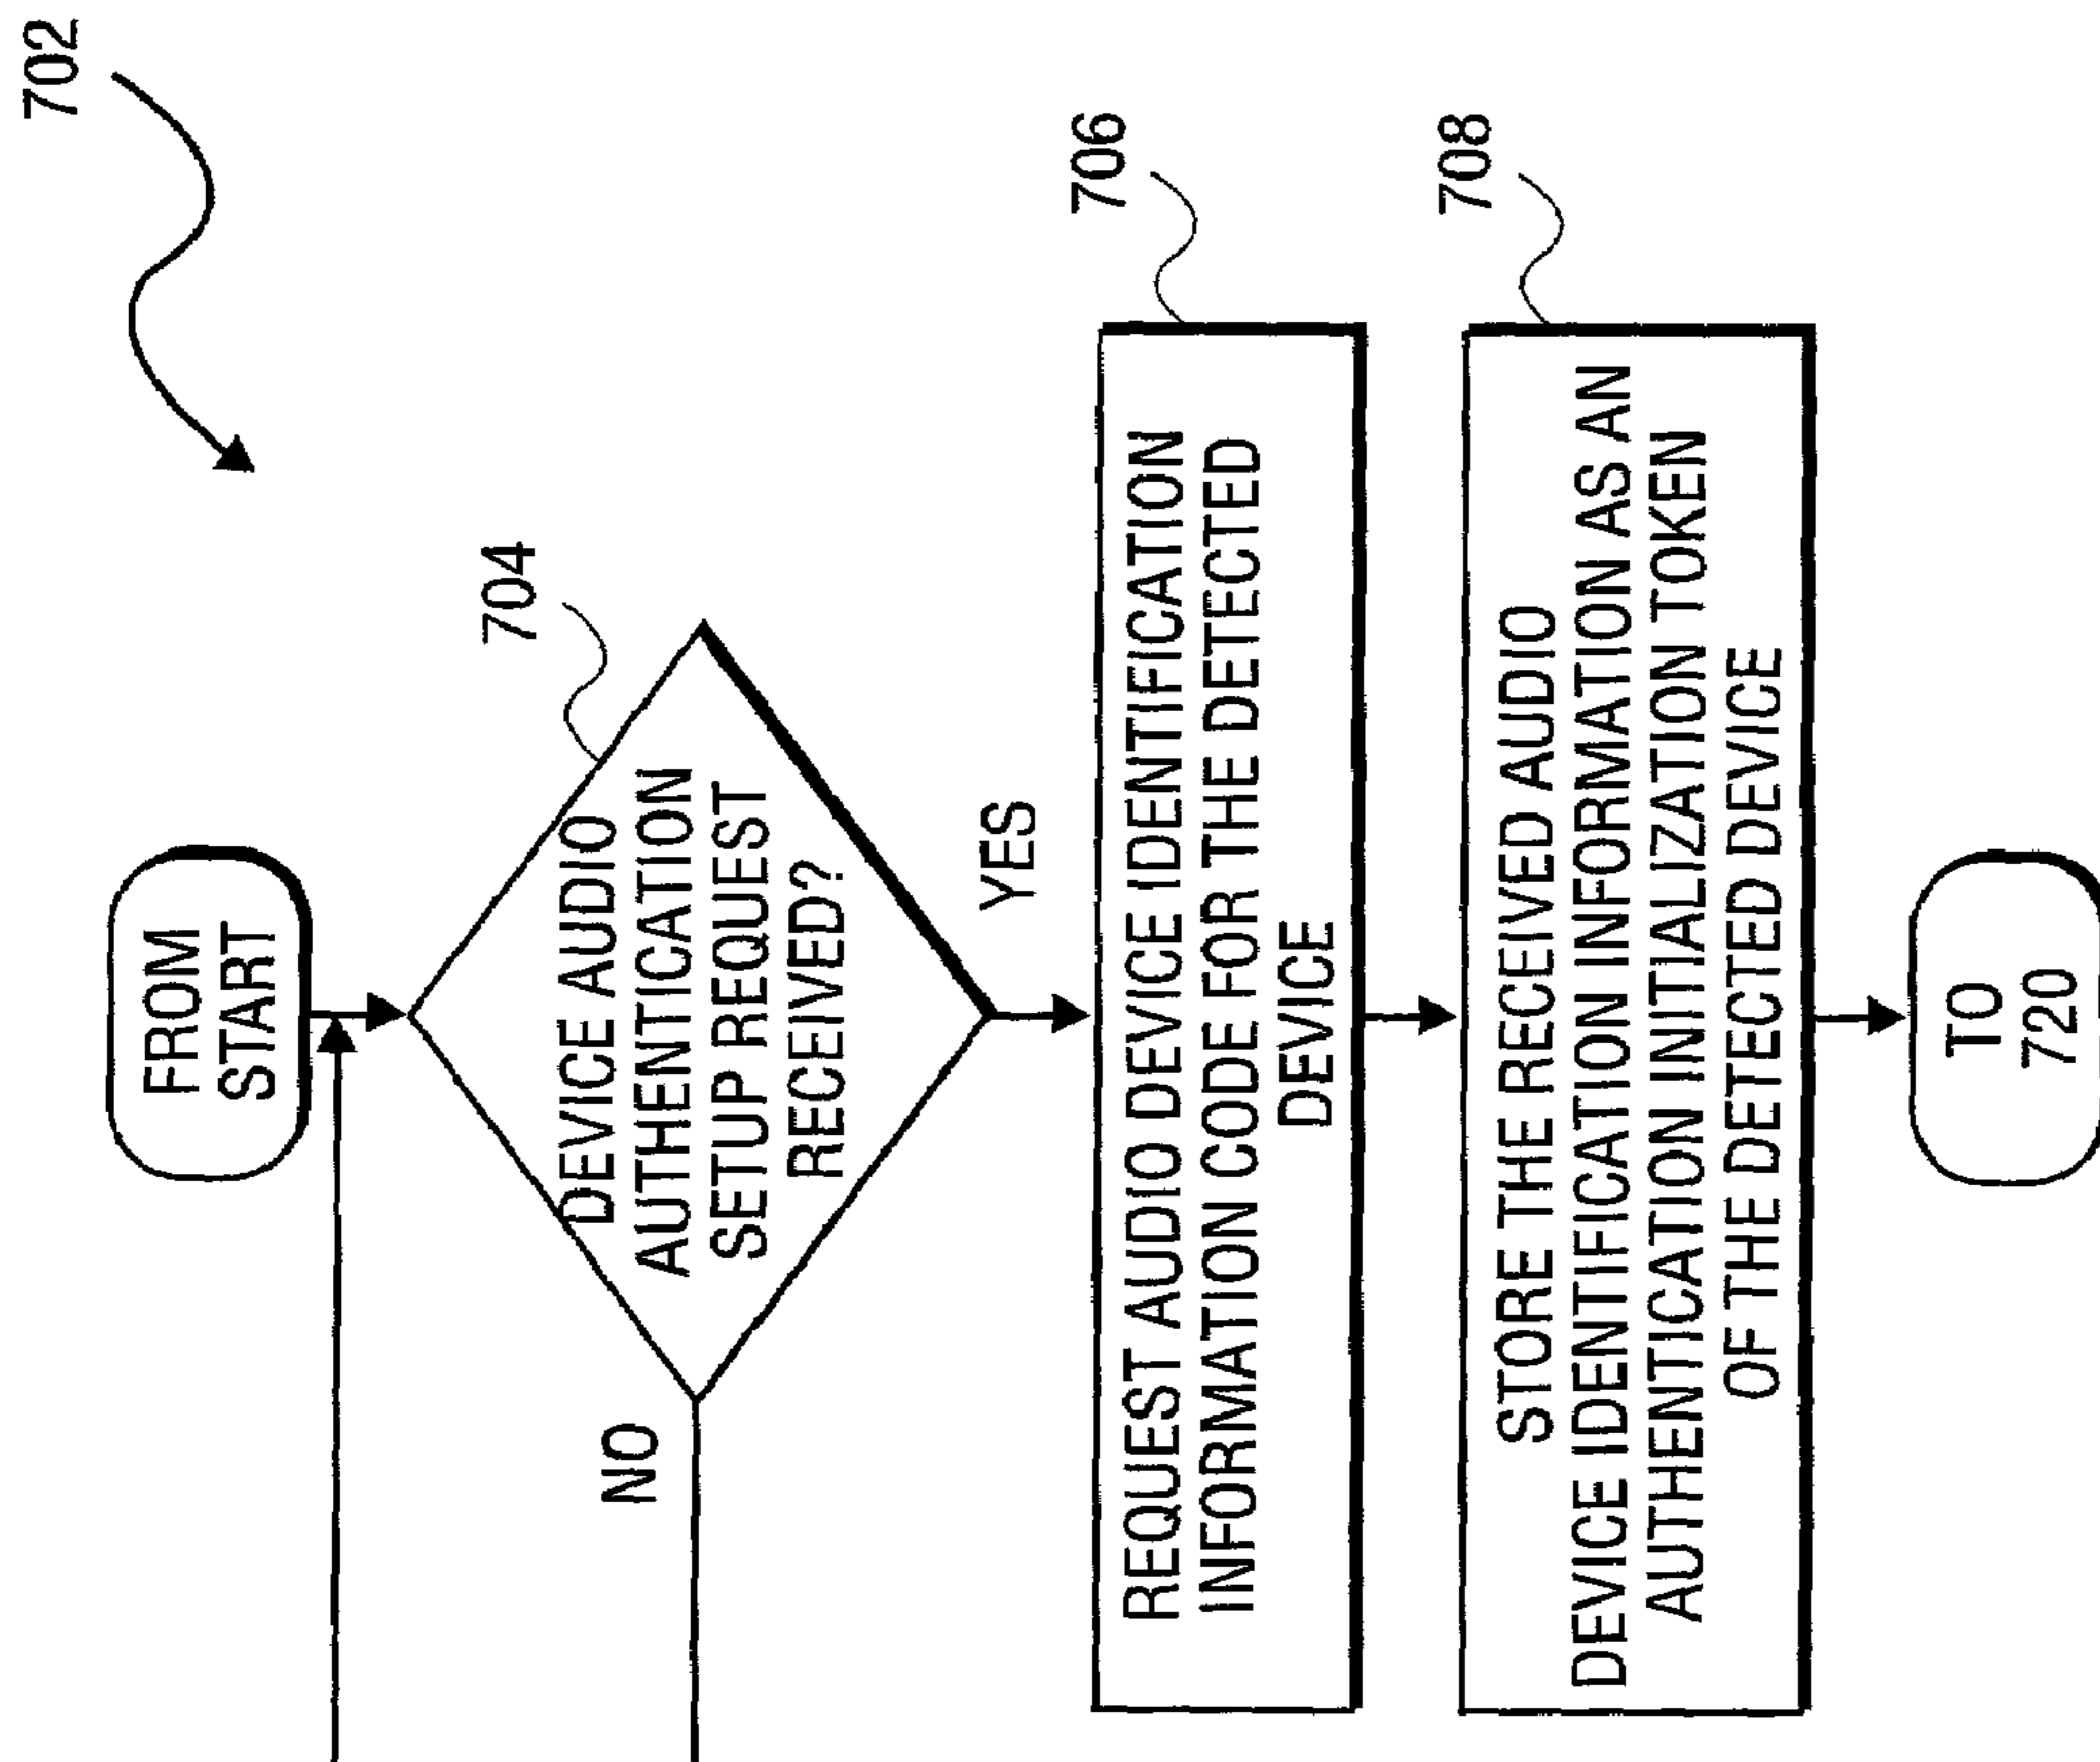 702
FROM
START
704
DEVICE AUDIO
AUTHENTICATION
SETUP REQUEST
RECEIVED?
NO
YES
706
REQUEST AUDIO DEVICE IDENTIFICATION
INFORMATION CODE FOR THE DETECTED
DEVICE
708
STORE THE RECEIVED AUDIO
DEVICE IDENTIFICATION INFORMATION AS AN
AUTHENTICATION INITIALIZATION TOKEN
OF THE DETECTED DEVICE
TO
720